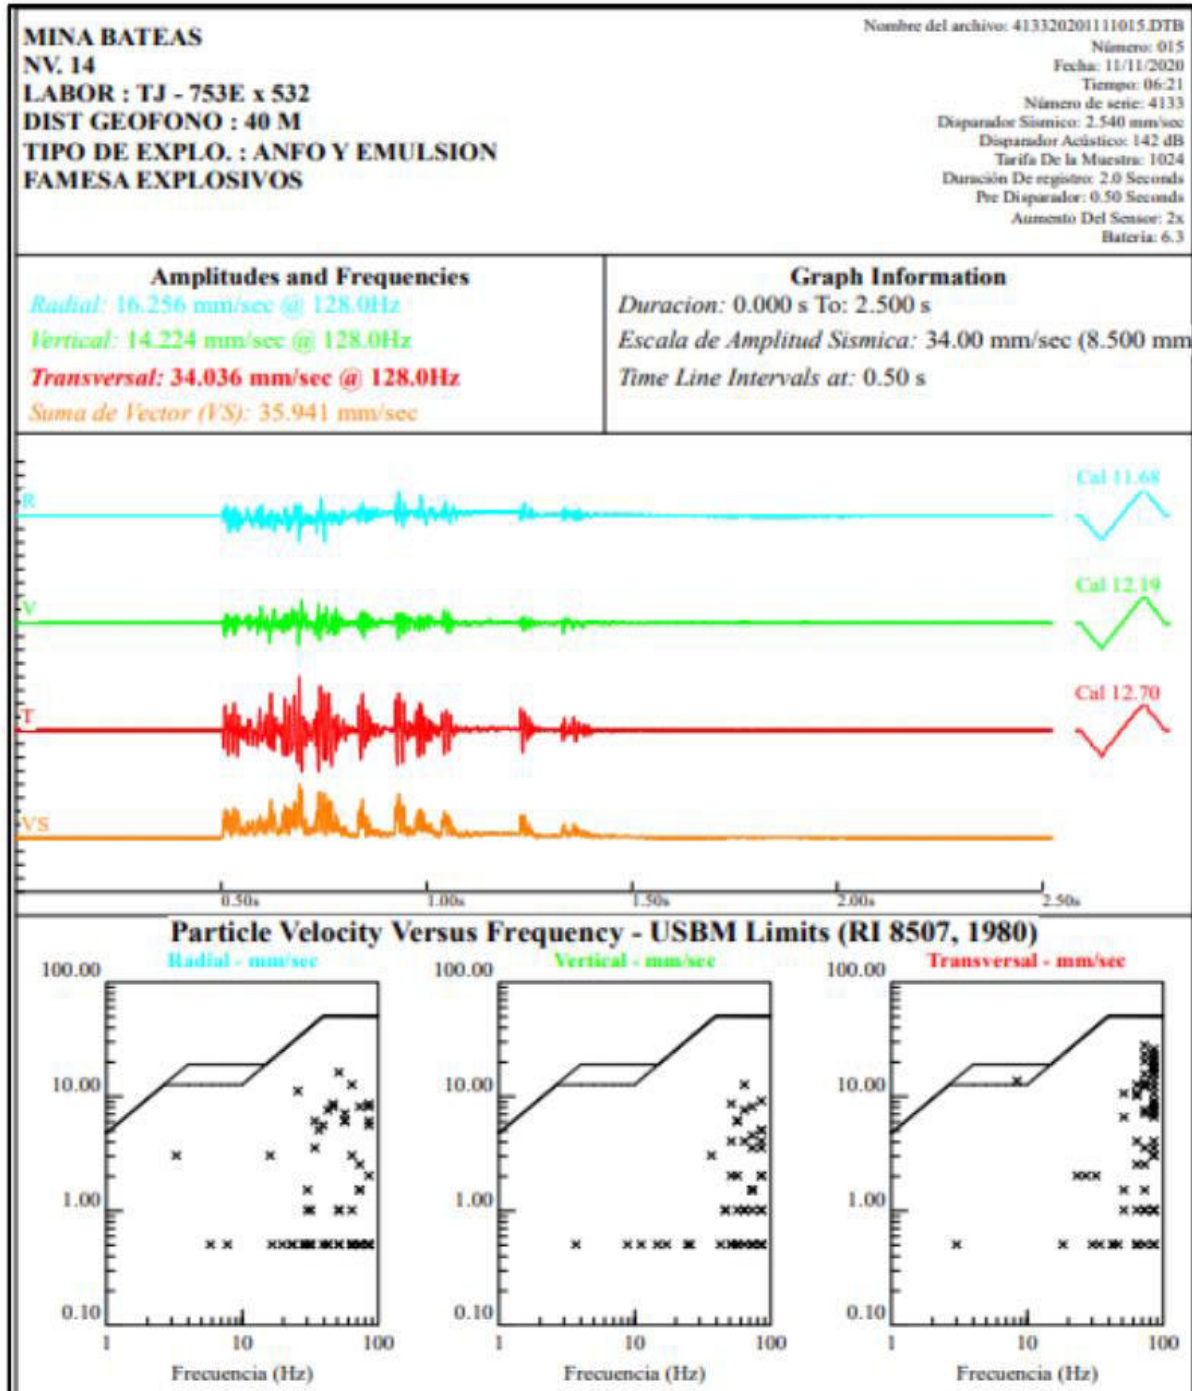 MINA BATEAS
NV. 14
LABOR : TJ - 753E x 532
DIST GEOFONO : 40 M
TIPO DE EXPLO. : ANFO Y EMULSION
FAMESA EXPLOSIVOS
Nombre del archivo: 413320201111015.DTB
Número: 015
Fecha: 11/11/2020
Tiempo: 06:21
Número de serie: 4133
Disparador Sísmico: 2.540 mm/sec
Disparador Acústico: 142 dB
Tarifa De la Muestra: 1024
Duración De registro: 2.0 Seconds
Pre Disparador: 0.50 Seconds
Aumento Del Sensor: 2x
Batería: 6.3
Amplitudes and Frequencies
Radial: 16.256 mm/sec @ 128.0Hz
Vertical: 14.224 mm/sec @ 128.0Hz
Transversal: 34.036 mm/sec @ 128.0Hz
Suma de Vector (VS): 35.941 mm/sec
Graph Information
Duracion: 0.000 s To: 2.500 s
Escala de Amplitud Sismica: 34.00 mm/sec (8.500 mm
Time Line Intervals at: 0.50 s
R
Cal 11.68
V
Cal 12.19
T
Cal 12.70
VS
0.50s 1.00s 1.50s 2.00s 2.50s
Particle Velocity Versus Frequency - USBM Limits (RI 8507, 1980)
Radial - mm/sec
100.00
10.00
1.00
0.10
1 10 100
Frecuencia (Hz)
Vertical - mm/sec
100.00
10.00
1.00
0.10
1 10 100
Frecuencia (Hz)
Transversal - mm/sec
100.00
10.00
1.00
0.10
1 10 100
Frecuencia (Hz)